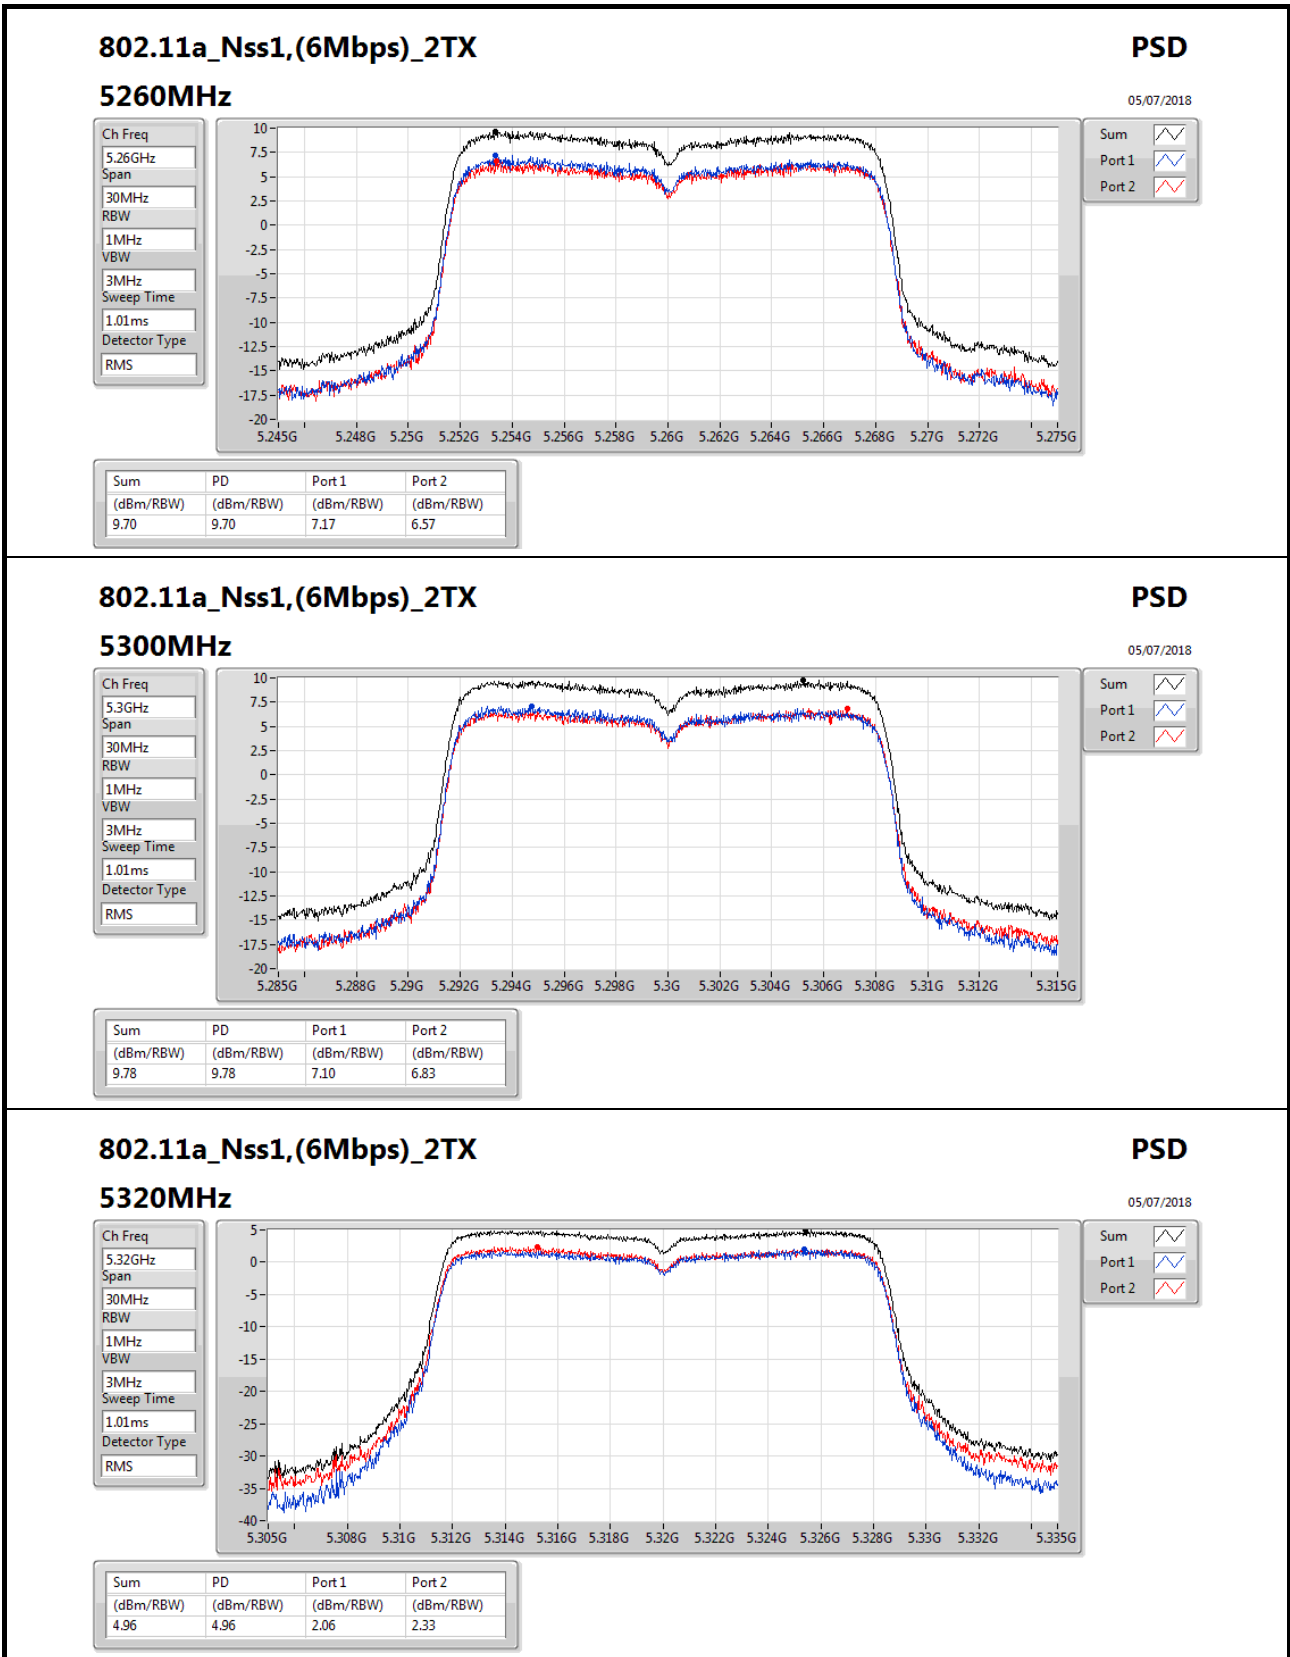 802.11a_Nss1,(6Mbps)_2TX PSD
5260MHz 05/07/2018
Ch Freq
5.26GHz
Span
30MHz
RBW
1MHz
VBW
3MHz
Sweep Time
1.01ms
Detector Type
RMS
10
7.5
5
2.5
0
-2.5
-5
-7.5
-10
-12.5
-15
-17.5
-20
5.245G 5.248G 5.25G 5.252G 5.254G 5.256G 5.258G 5.26G 5.262G 5.264G 5.266G 5.268G 5.27G 5.272G 5.275G
Sum
Port 1
Port 2
Sum PD Port 1 Port 2
(dBm/RBW) (dBm/RBW) (dBm/RBW) (dBm/RBW)
9.70 9.70 7.17 6.57
802.11a_Nss1,(6Mbps)_2TX PSD
5300MHz 05/07/2018
Ch Freq
5.3GHz
Span
30MHz
RBW
1MHz
VBW
3MHz
Sweep Time
1.01ms
Detector Type
RMS
10
7.5
5
2.5
0
-2.5
-5
-7.5
-10
-12.5
-15
-17.5
-20
5.285G 5.288G 5.29G 5.292G 5.294G 5.296G 5.298G 5.3G 5.302G 5.304G 5.306G 5.308G 5.31G 5.312G 5.315G
Sum
Port 1
Port 2
Sum PD Port 1 Port 2
(dBm/RBW) (dBm/RBW) (dBm/RBW) (dBm/RBW)
9.78 9.78 7.10 6.83
802.11a_Nss1,(6Mbps)_2TX PSD
5320MHz 05/07/2018
Ch Freq
5.32GHz
Span
30MHz
RBW
1MHz
VBW
3MHz
Sweep Time
1.01ms
Detector Type
RMS
5
0
-5
-10
-15
-20
-25
-30
-35
-40
5.305G 5.308G 5.31G 5.312G 5.314G 5.316G 5.318G 5.32G 5.322G 5.324G 5.326G 5.328G 5.33G 5.332G 5.335G
Sum
Port 1
Port 2
Sum PD Port 1 Port 2
(dBm/RBW) (dBm/RBW) (dBm/RBW) (dBm/RBW)
4.96 4.96 2.06 2.33